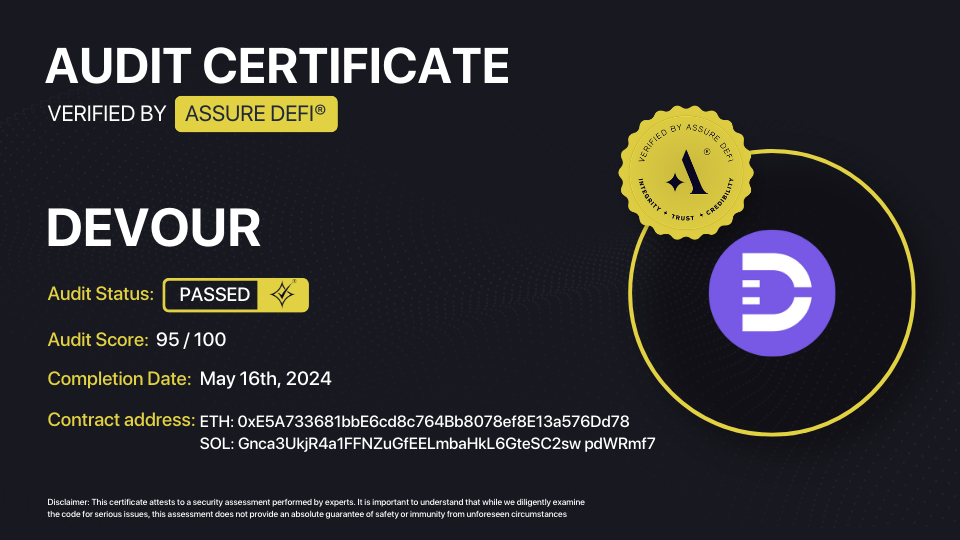 AUDIT CERTIFICATE
VERIFIED BY ASSURE DEFI®
VERIFIED BY ASSURE DEFI
®
INTEGRITY ✦ TRUST ✦ CREDIBILITY
DEVOUR
Audit Status: PASSED
Audit Score: 95 / 100
Completion Date: May 16th, 2024
Contract address: ETH: 0xE5A733681bbE6cd8c764Bb8078ef8E13a576Dd78
SOL: Gnca3UkjR4a1FFNZuGfEELmbaHkL6GteSC2sw pdWRmf7
Disclaimer: This certificate attests to a security assessment performed by experts. It is important to understand that while we diligently examine
the code for serious issues, this assessment does not provide an absolute guarantee of safety or immunity from unforeseen circumstances